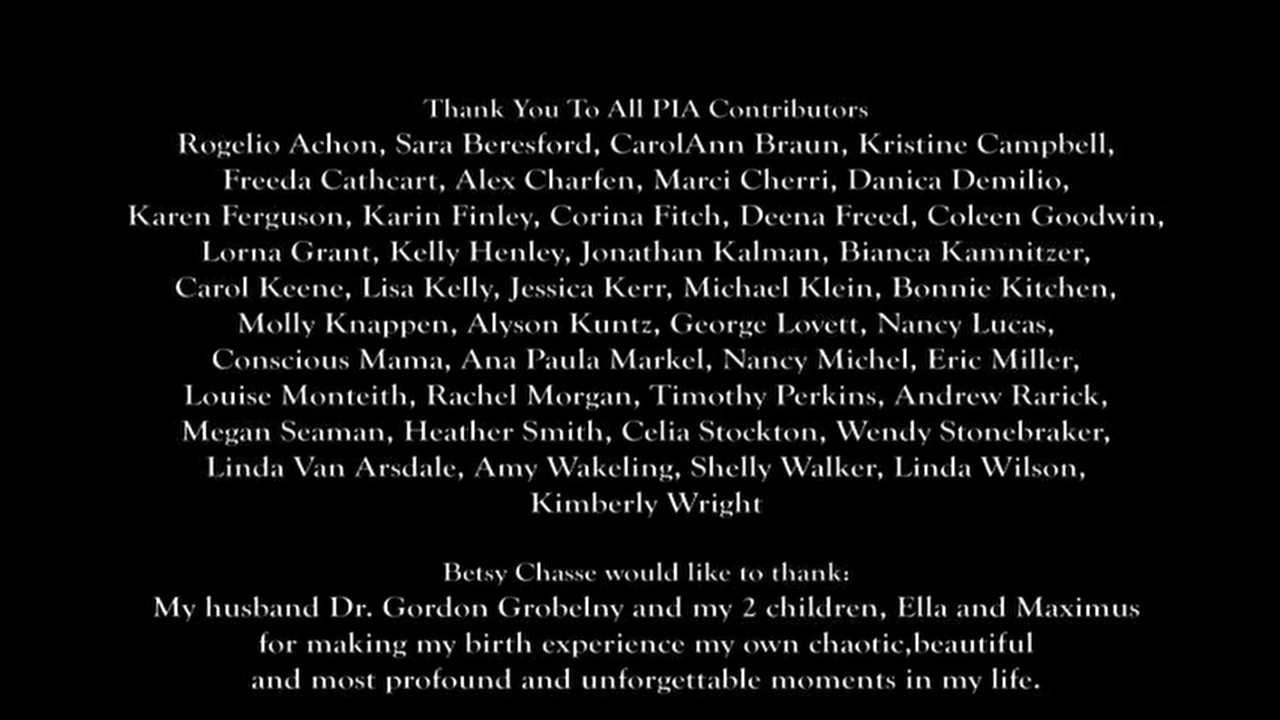 Thank You To All PIA Contributors
Rogelio Achon, Sara Beresford, CarolAnn Braun, Kristine Campbell,
Freeda Cathcart, Alex Charfen, Marci Cherri, Danica Demilio,
Karen Ferguson, Karin Finley, Corina Fitch, Deena Freed, Coleen Goodwin,
Lorna Grant, Kelly Henley, Jonathan Kalman, Bianca Kamnitzer,
Carol Keene, Lisa Kelly, Jessica Kerr, Michael Klein, Bonnie Kitchen,
Molly Knappen, Alyson Kuntz, George Lovett, Nancy Lucas,
Conscious Mama, Ana Paula Markel, Nancy Michel, Eric Miller,
Louise Monteith, Rachel Morgan, Timothy Perkins, Andrew Rarick,
Megan Seaman, Heather Smith, Celia Stockton, Wendy Stonebraker,
Linda Van Arsdale, Amy Wakeling, Shelly Walker, Linda Wilson,
Kimberly Wright
Betsy Chasse would like to thank:
My husband Dr. Gordon Grobelny and my 2 children, Ella and Maximus
for making my birth experience my own chaotic,beautiful
and most profound and unforgettable moments in my life.